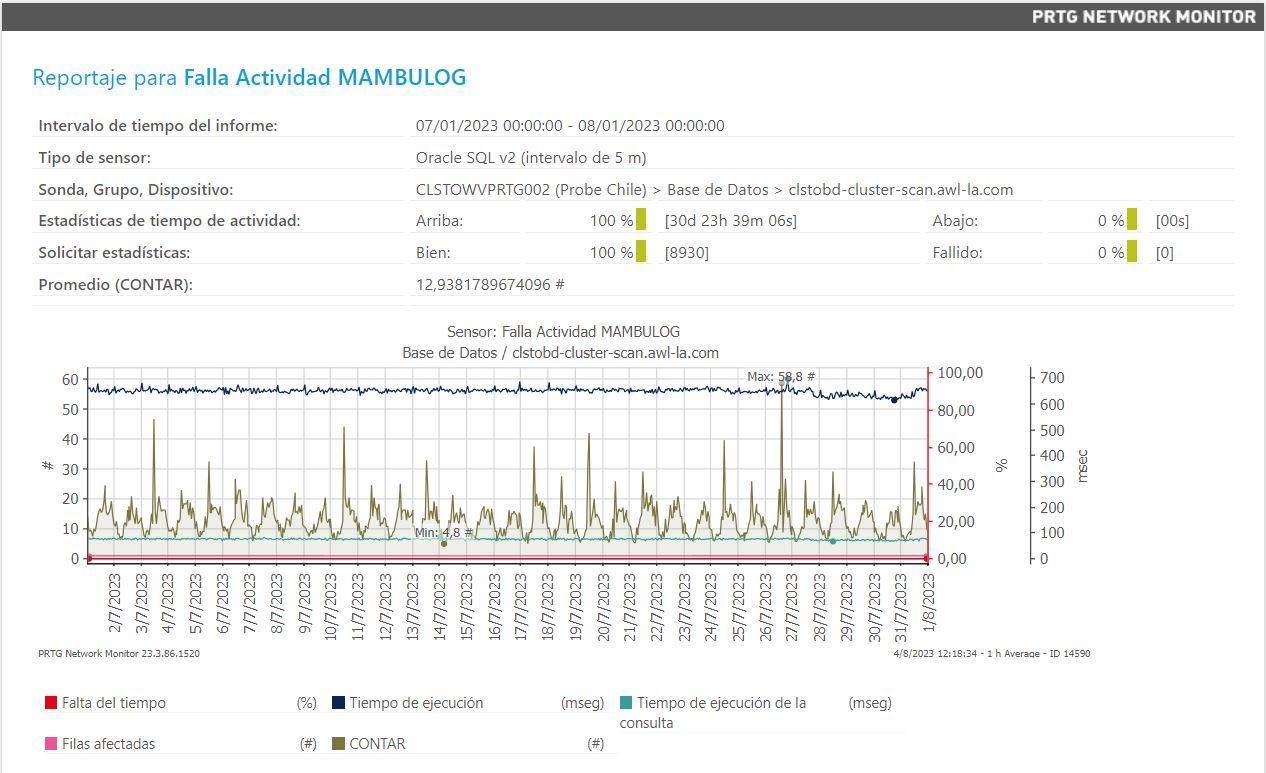 PRTG NETWORK MONITOR
Reportaje para Falla Actividad MAMBULOG
Intervalo de tiempo del informe: 07/01/2023 00:00:00 - 08/01/2023 00:00:00
Tipo de sensor: Oracle SQL v2 (intervalo de 5 m)
Sonda, Grupo, Dispositivo: CLSTOWVPRTG002 (Probe Chile) > Base de Datos > clstobd-cluster-scan.awl-la.com
Estadísticas de tiempo de actividad: Arriba: 100 % [30d 23h 39m 06s] Abajo: 0 % [00s]
Solicitar estadísticas: Bien: 100 % [8930] Fallido: 0 % [0]
Promedio (CONTAR): 12,9381789674096 #
Sensor: Falla Actividad MAMBULOG
Base de Datos / clstobd-cluster-scan.awl-la.com
Max: 58,8 #
Min: 4,8 #
60
50
40
30
20
10
0
#
100,00
80,00
60,00
40,00
20,00
0,00
%
700
600
500
400
300
200
100
0
msec
2/7/2023 3/7/2023 4/7/2023 5/7/2023 6/7/2023 7/7/2023 8/7/2023 9/7/2023 10/7/2023 11/7/2023 12/7/2023 13/7/2023 14/7/2023 15/7/2023 16/7/2023 17/7/2023 18/7/2023 19/7/2023 20/7/2023 21/7/2023 22/7/2023 23/7/2023 24/7/2023 25/7/2023 26/7/2023 27/7/2023 28/7/2023 29/7/2023 30/7/2023 31/7/2023 1/8/2023
PRTG Network Monitor 23.3.86.1520 4/8/2023 12:18:34 - 1 h Average - ID 14590
Falta del tiempo (%) Tiempo de ejecución (mseg) Tiempo de ejecución de la (mseg)
consulta
Filas afectadas (#) CONTAR (#)